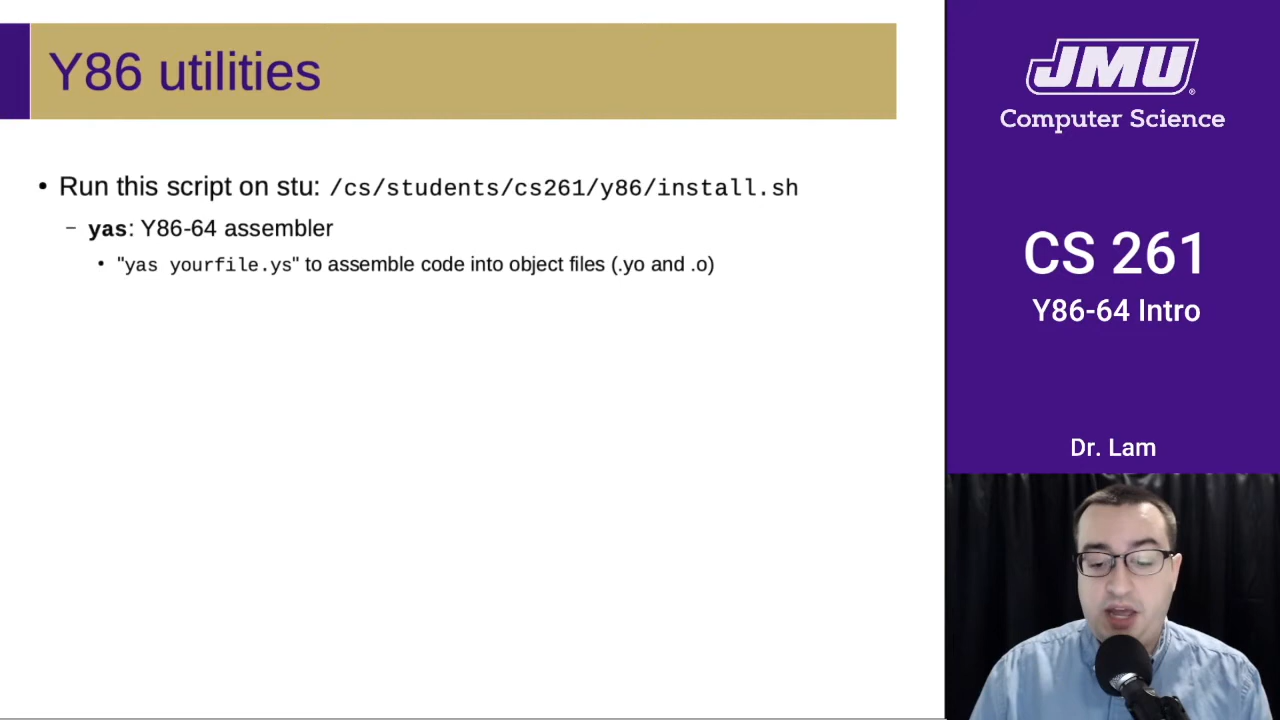 Y86 utilities
• Run this script on stu: /cs/students/cs261/y86/install.sh
– yas: Y86-64 assembler
• "yas yourfile.ys" to assemble code into object files (.yo and .o)
JMU®
Computer Science
CS 261
Y86-64 Intro
Dr. Lam